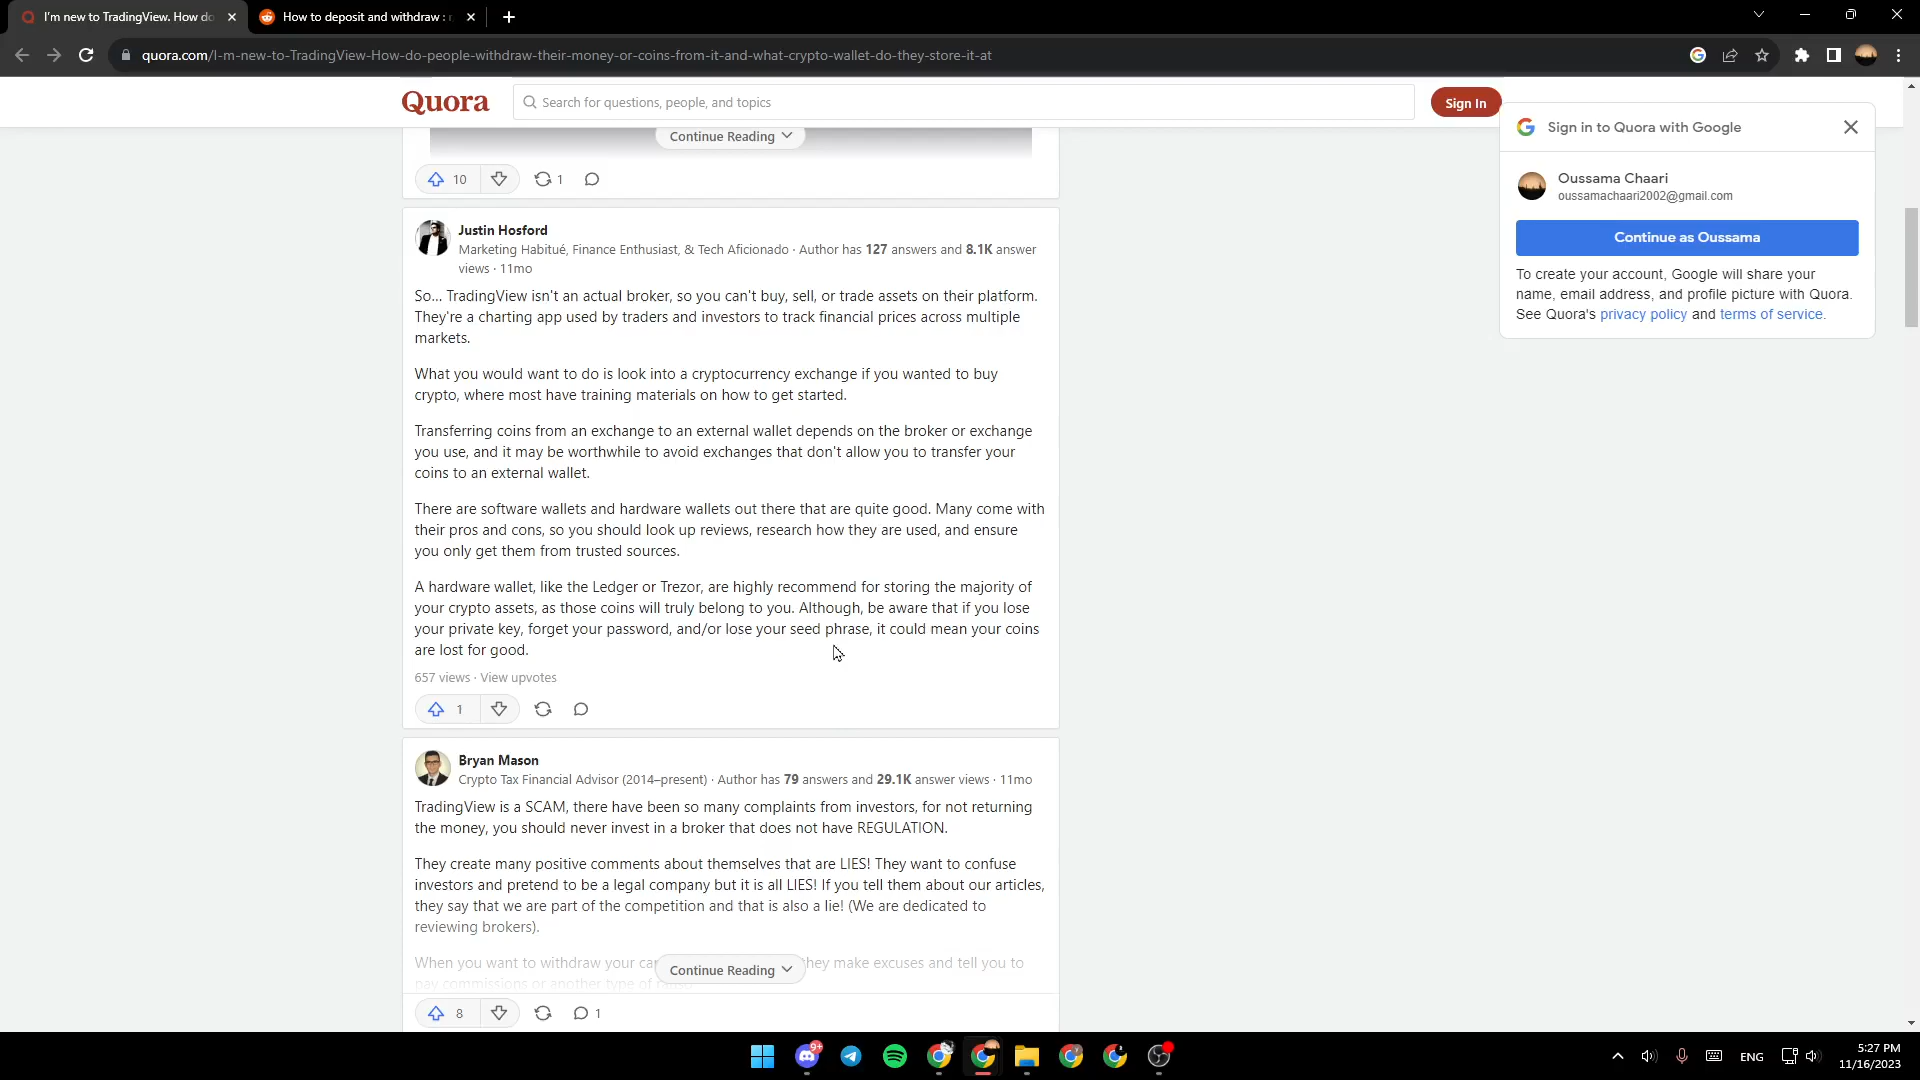 I'm new to TradingView. How do
How to deposit and withdraw :
quora.com/I-m-new-to-TradingView-How-do-people-withdraw-their-money-or-coins-from-it-and-what-crypto-wallet-do-they-store-it-at
Quora
Search for questions, people, and topics
Sign In
Sign in to Quora with Google
Oussama Chaari
oussamachaari2002@gmail.com
Continue as Oussama
To create your account, Google will share your
name, email address, and profile picture with Quora.
See Quora's privacy policy and terms of service.
Continue Reading
10
1
Justin Hosford
Marketing Habitué, Finance Enthusiast, & Tech Aficionado · Author has 127 answers and 8.1K answer
views · 11mo
So... TradingView isn't an actual broker, so you can't buy, sell, or trade assets on their platform.
They're a charting app used by traders and investors to track financial prices across multiple
markets.
What you would want to do is look into a cryptocurrency exchange if you wanted to buy
crypto, where most have training materials on how to get started.
Transferring coins from an exchange to an external wallet depends on the broker or exchange
you use, and it may be worthwhile to avoid exchanges that don't allow you to transfer your
coins to an external wallet.
There are software wallets and hardware wallets out there that are quite good. Many come with
their pros and cons, so you should look up reviews, research how they are used, and ensure
you only get them from trusted sources.
A hardware wallet, like the Ledger or Trezor, are highly recommend for storing the majority of
your crypto assets, as those coins will truly belong to you. Although, be aware that if you lose
your private key, forget your password, and/or lose your seed phrase, it could mean your coins
are lost for good.
657 views · View upvotes
1
Bryan Mason
Crypto Tax Financial Advisor (2014–present) · Author has 79 answers and 29.1K answer views · 11mo
TradingView is a SCAM, there have been so many complaints from investors, for not returning
the money, you should never invest in a broker that does not have REGULATION.
They create many positive comments about themselves that are LIES! They want to confuse
investors and pretend to be a legal company but it is all LIES! If you tell them about our articles,
they say that we are part of the competition and that is also a lie! (We are dedicated to
reviewing brokers).
When you want to withdraw your
Continue Reading
they make excuses and tell you to
pay commissions or another type of
8
1
9+
ENG
5:27 PM
11/16/2023